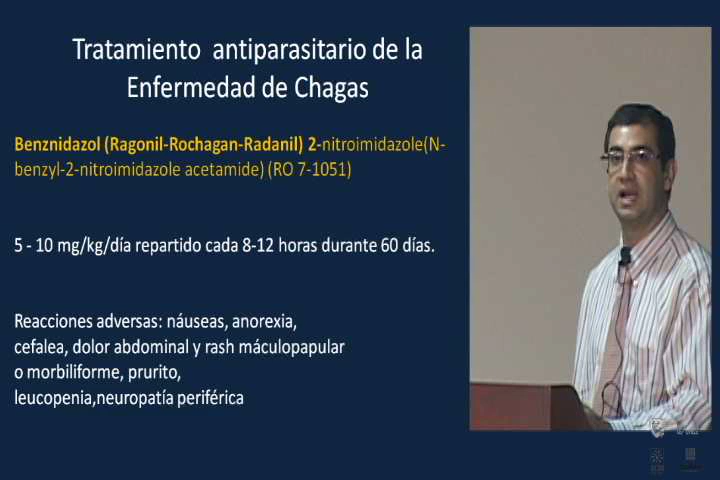 Tratamiento antiparasitario de la
Enfermedad de Chagas
Benznidazol (Ragonil-Rochagan-Radanil) 2-nitroimidazole(N-
benzyl-2-nitroimidazole acetamide) (RO 7-1051)
5 - 10 mg/kg/día repartido cada 8-12 horas durante 60 días.
Reacciones adversas: náuseas, anorexia,
cefalea, dolor abdominal y rash máculopapular
o morbiliforme, prurito,
leucopenia,neuropatía periférica